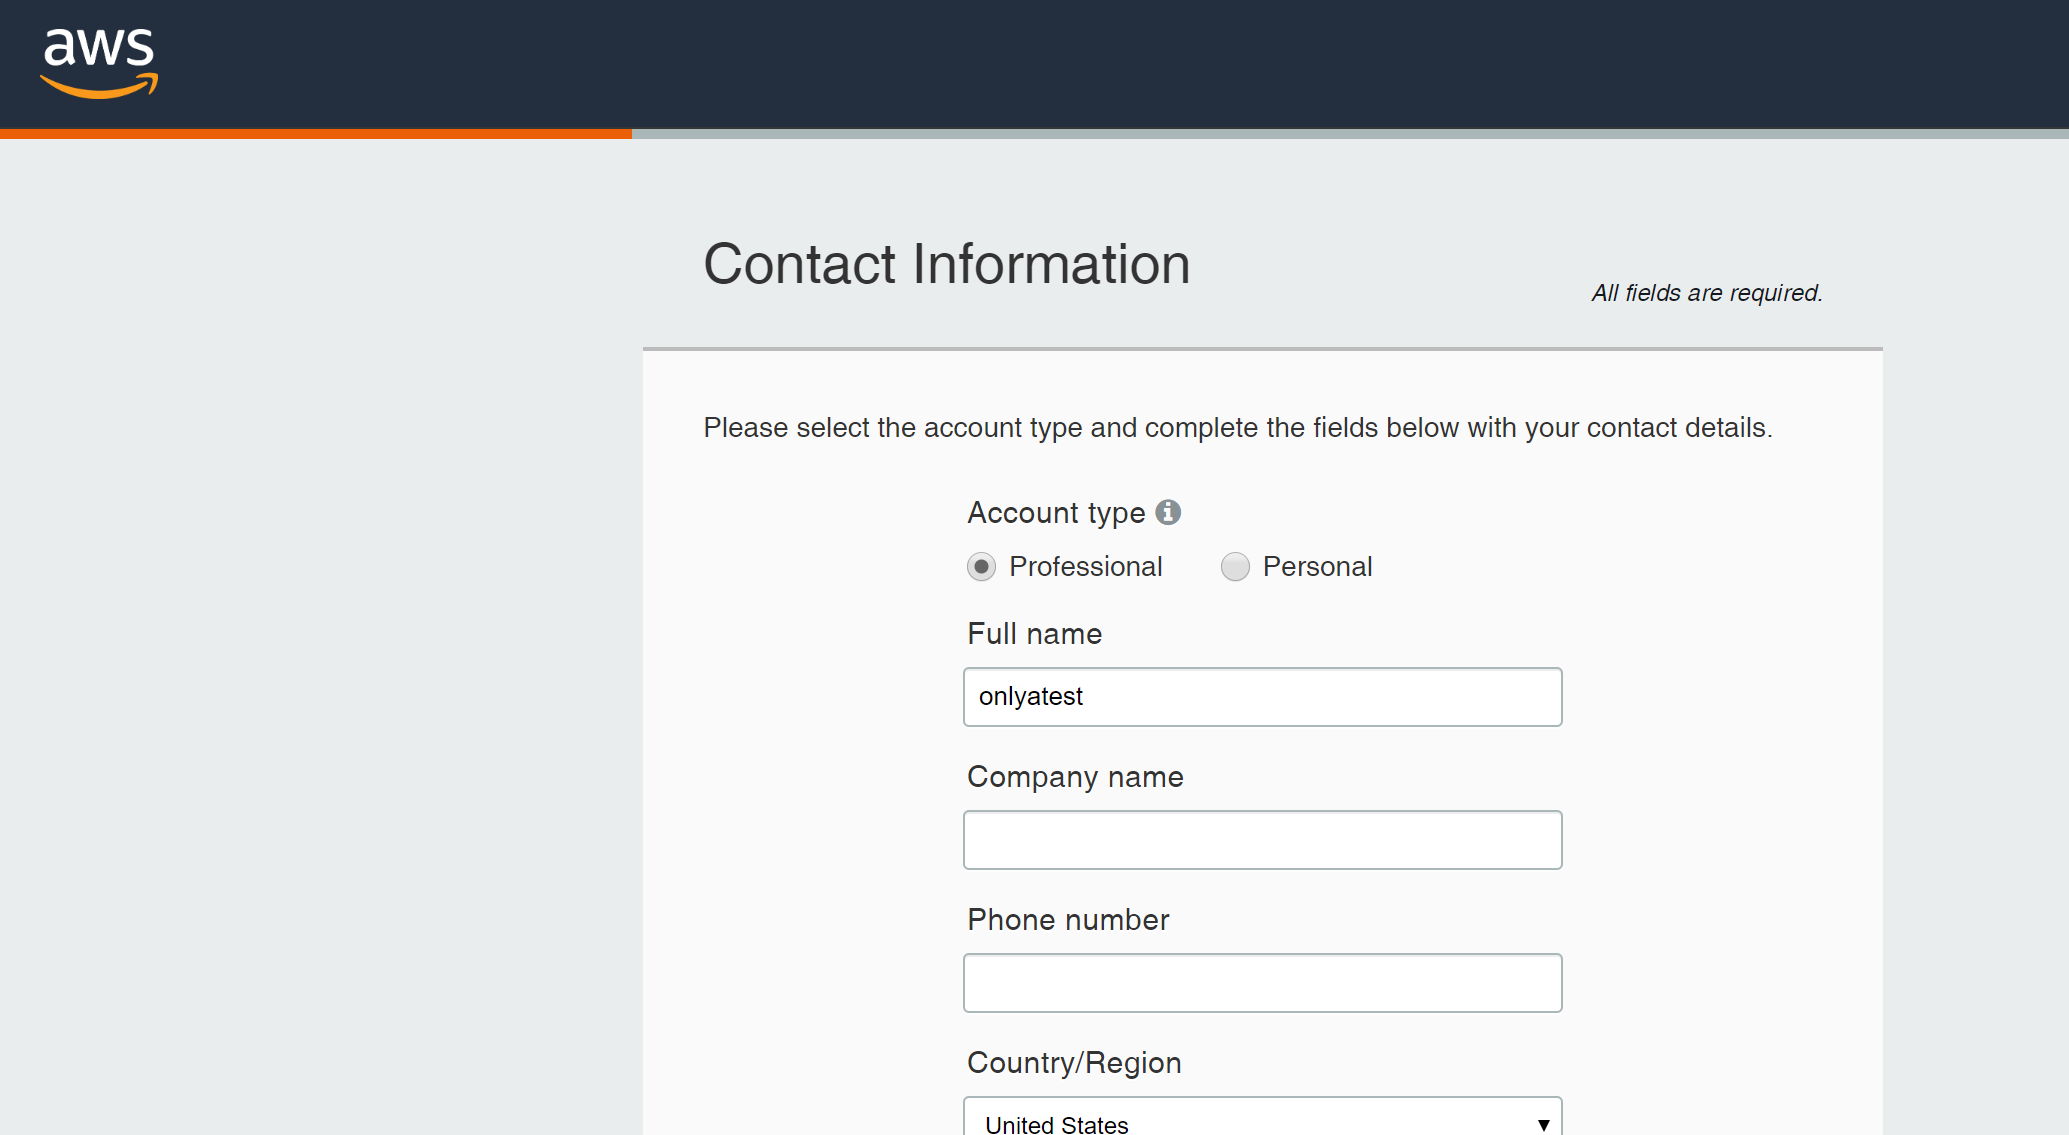 aws
Contact Information
All fields are required.
Please select the account type and complete the fields below with your contact details.
Account type
Professional Personal
Full name
onlyatest
Company name
Phone number
Country/Region
United States